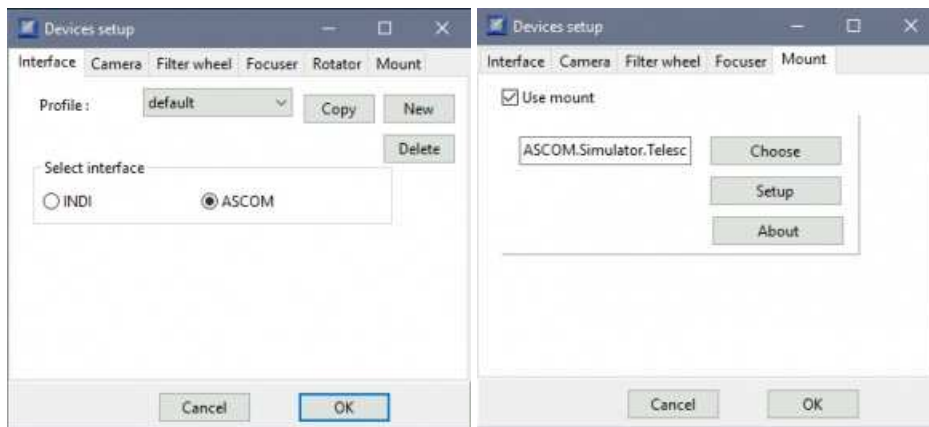 Devices setup
Interface Camera Filter wheel Focuser Rotator Mount
Profile : default Copy New
Delete
Select interface
INDI ASCOM
Cancel OK
Devices setup
Interface Camera Filter wheel Focuser Mount
Use mount
ASCOM.Simulator.Telesc Choose
Setup
About
Cancel OK